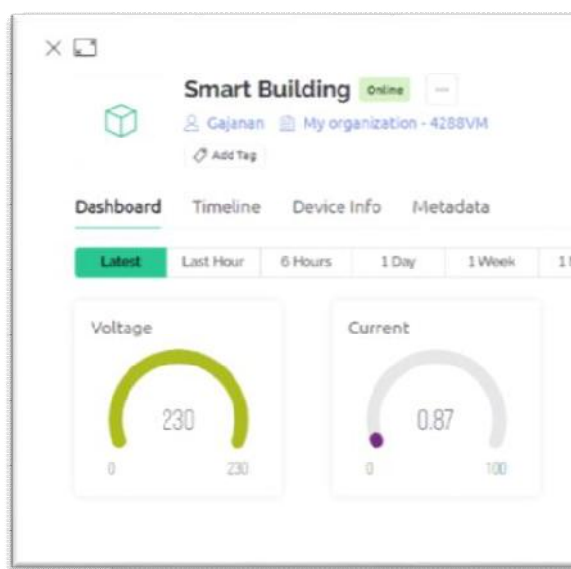 Smart Building Online
Gajanan My organization - 4288VM
Add Tag
Dashboard Timeline Device Info Metadata
Latest Last Hour 6 Hours 1 Day 1 Week 1
Voltage Current
230 0.87
0 230 0 100